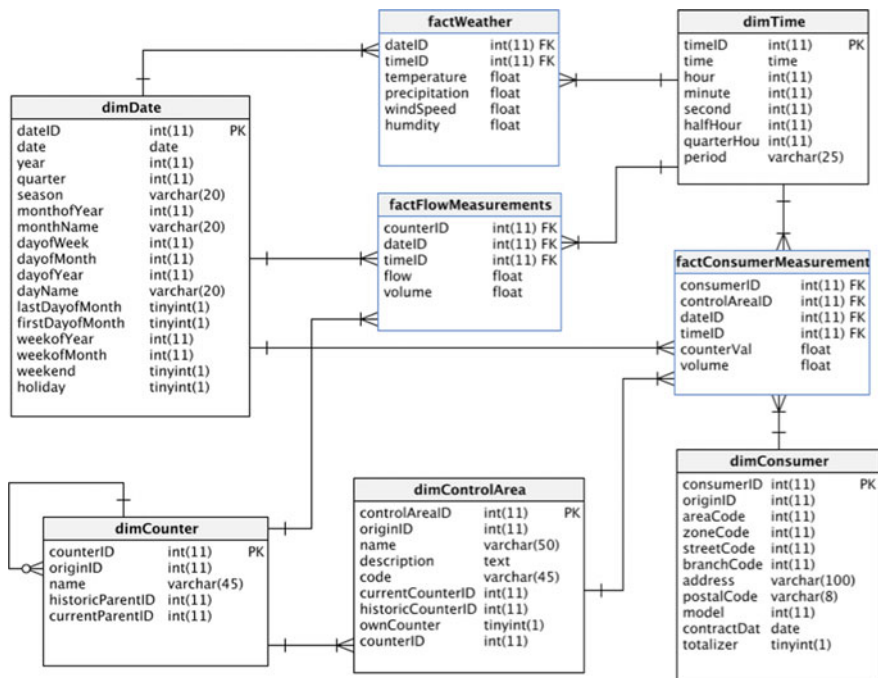 factWeather
dateID int(11) FK
timeID int(11) FK
temperature float
precipitation float
windSpeed float
humdity float
dimTime
timeID int(11) PK
time time
hour int(11)
minute int(11)
second int(11)
halfHour int(11)
quarterHou int(11)
period varchar(25)
dimDate
dateID int(11) PK
date date
year int(11)
quarter int(11)
season varchar(20)
monthofYear int(11)
monthName varchar(20)
dayofWeek int(11)
dayofMonth int(11)
dayofYear int(11)
dayName varchar(20)
lastDayofMonth tinyint(1)
firstDayofMonth tinyint(1)
weekofYear int(11)
weekofMonth int(11)
weekend tinyint(1)
holiday tinyint(1)
factFlowMeasurements
counterID int(11) FK
dateID int(11) FK
timeID int(11) FK
flow float
volume float
factConsumerMeasurement
consumerID int(11) FK
controlAreaID int(11) FK
dateID int(11) FK
timeID int(11) FK
counterVal float
volume float
dimCounter
counterID int(11) PK
originID int(11)
name varchar(45)
historicParentID int(11)
currentParentID int(11)
dimControlArea
controlAreaID int(11) PK
originID int(11)
name varchar(50)
description text
code varchar(45)
currentCounterID int(11)
historicCounterID int(11)
ownCounter tinyint(1)
counterID int(11)
dimConsumer
consumerID int(11) PK
originID int(11)
areaCode int(11)
zoneCode int(11)
streetCode int(11)
branchCode int(11)
address varchar(100)
postalCode varchar(8)
model int(11)
contractDat date
totalizer tinyint(1)